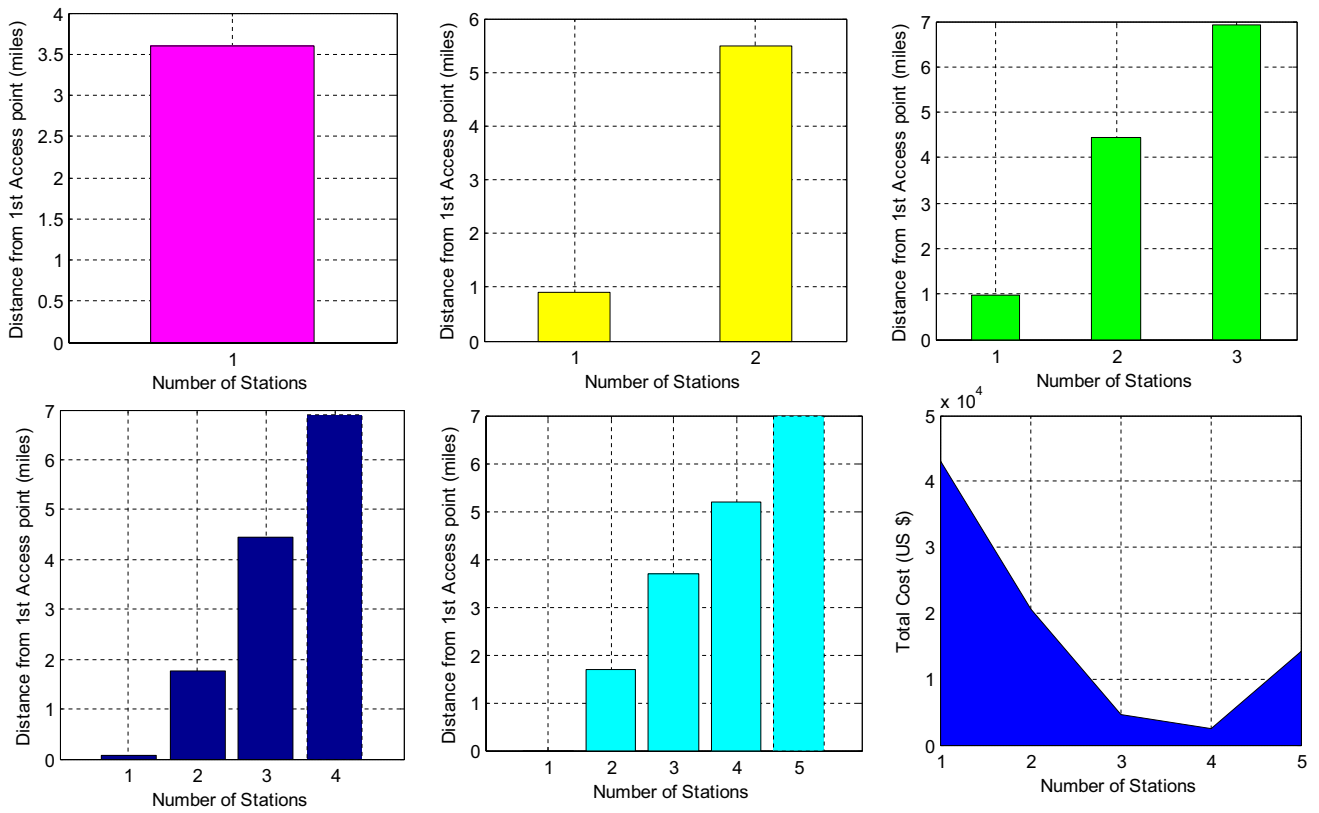 4
3.5
3
2.5
2
1.5
1
0.5
0
Distance from 1st Access point (miles)
1
Number of Stations
6
5
4
3
2
1
0
Distance from 1st Access point (miles)
1 2
Number of Stations
7
6
5
4
3
2
1
0
Distance from 1st Access point (miles)
1 2 3
Number of Stations
7
6
5
4
3
2
1
0
Distance from 1st Access point (miles)
1 2 3 4
Number of Stations
7
6
5
4
3
2
1
0
Distance from 1st Access point (miles)
1 2 3 4 5
Number of Stations
x 10^4
5
4
3
2
1
0
Total Cost (US $)
1 2 3 4 5
Number of Stations